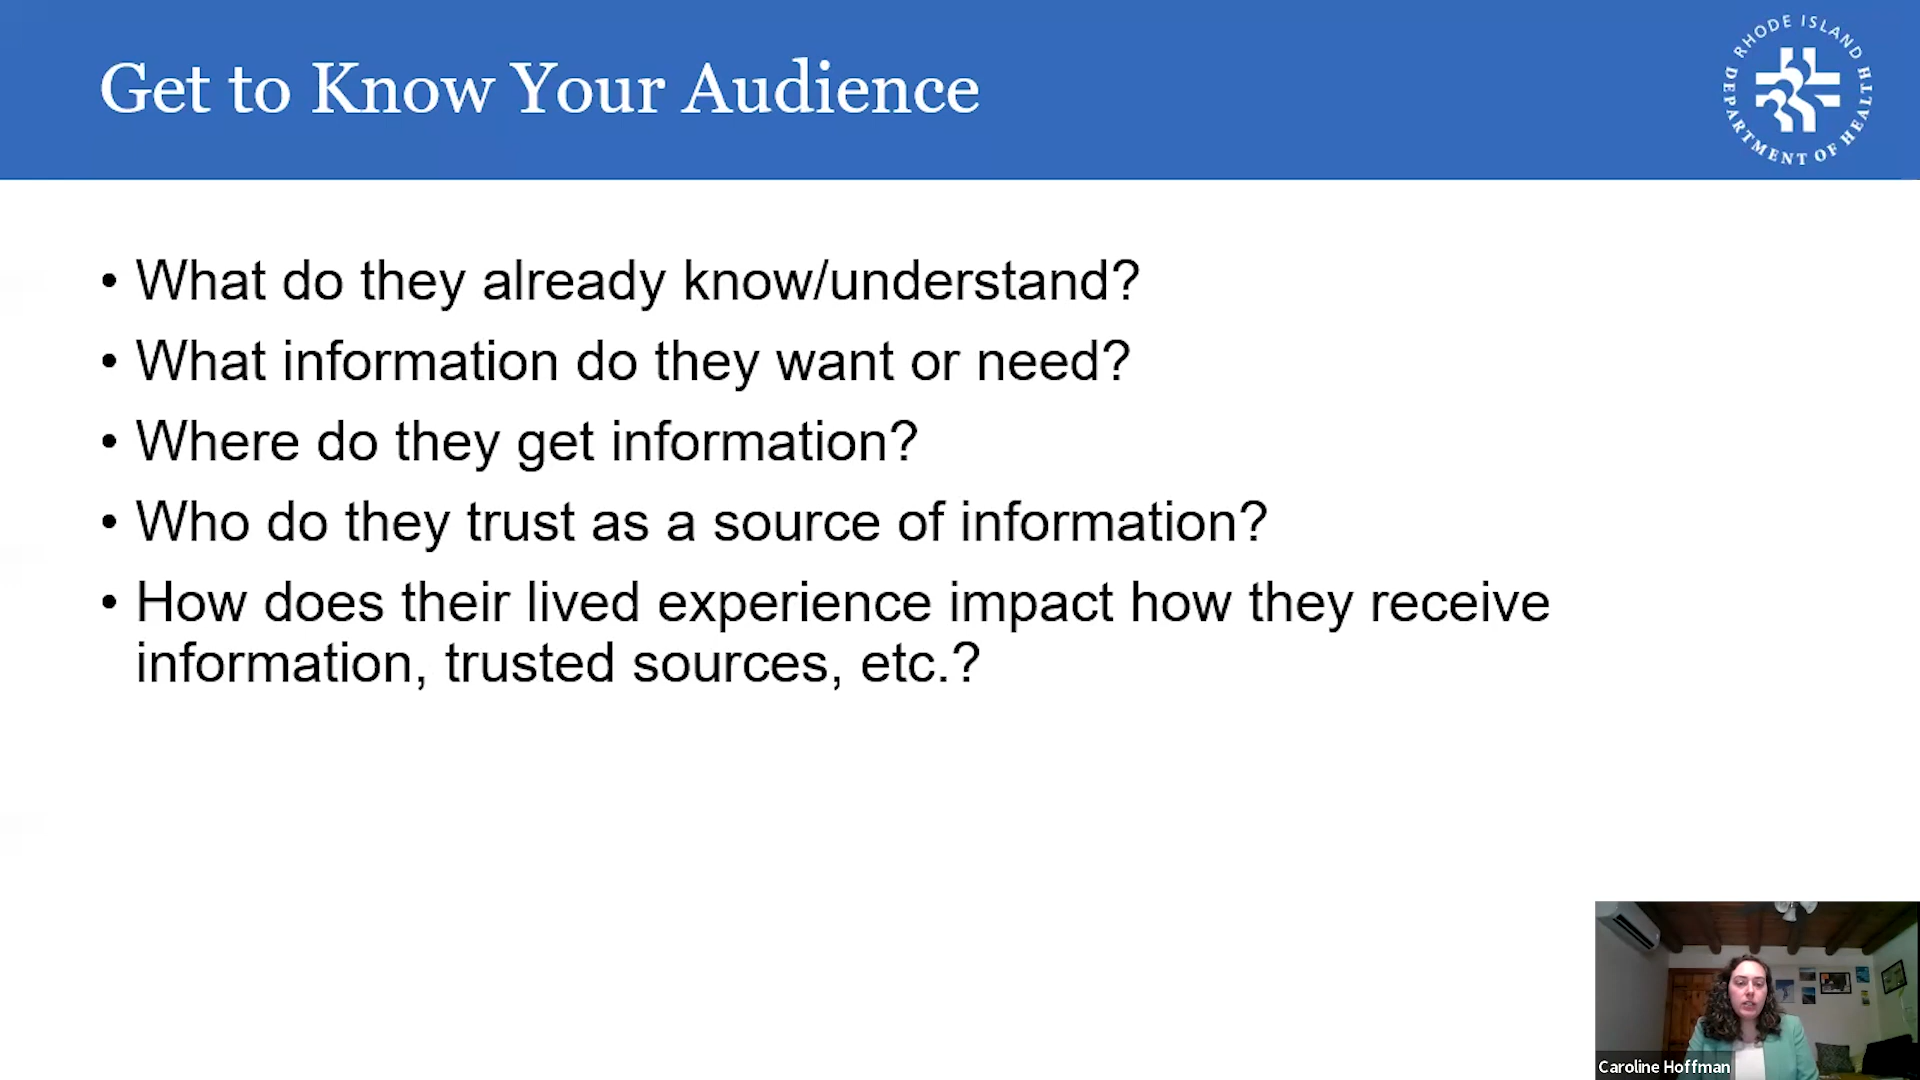 Get to Know Your Audience
RHODE ISLAND
DEPARTMENT OF HEALTH
• What do they already know/understand?
• What information do they want or need?
• Where do they get information?
• Who do they trust as a source of information?
• How does their lived experience impact how they receive
information, trusted sources, etc.?
Caroline Hoffman